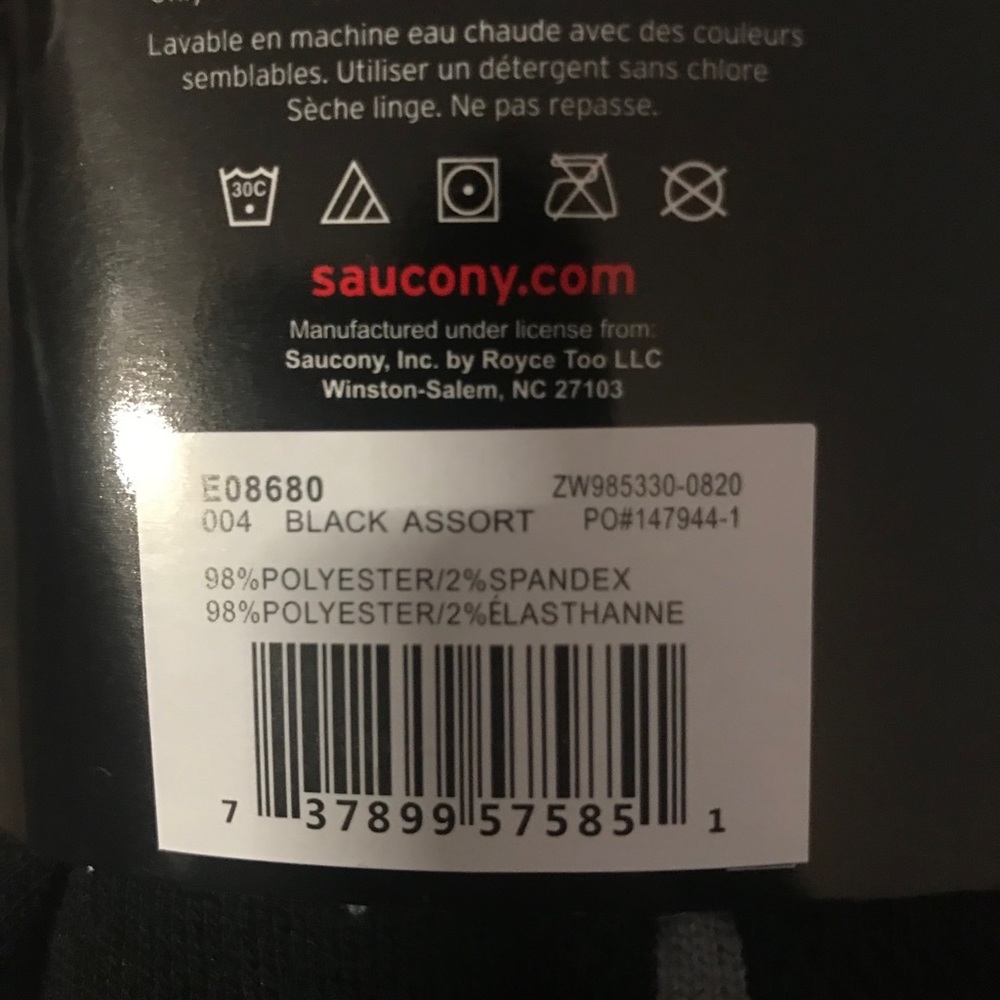 Lavable en machine eau chaude avec des couleurs
semblables. Utiliser un détergent sans chlore
Sèche linge. Ne pas repasse.
30C
saucony.com
Manufactured under license from:
Saucony, Inc. by Royce Too LLC
Winston-Salem, NC 27103
E08680 ZW985330-0820
004 BLACK ASSORT PO#147944-1
98%POLYESTER/2%SPANDEX
98%POLYESTER/2%ÉLASTHANNE
7 37899 57585 1